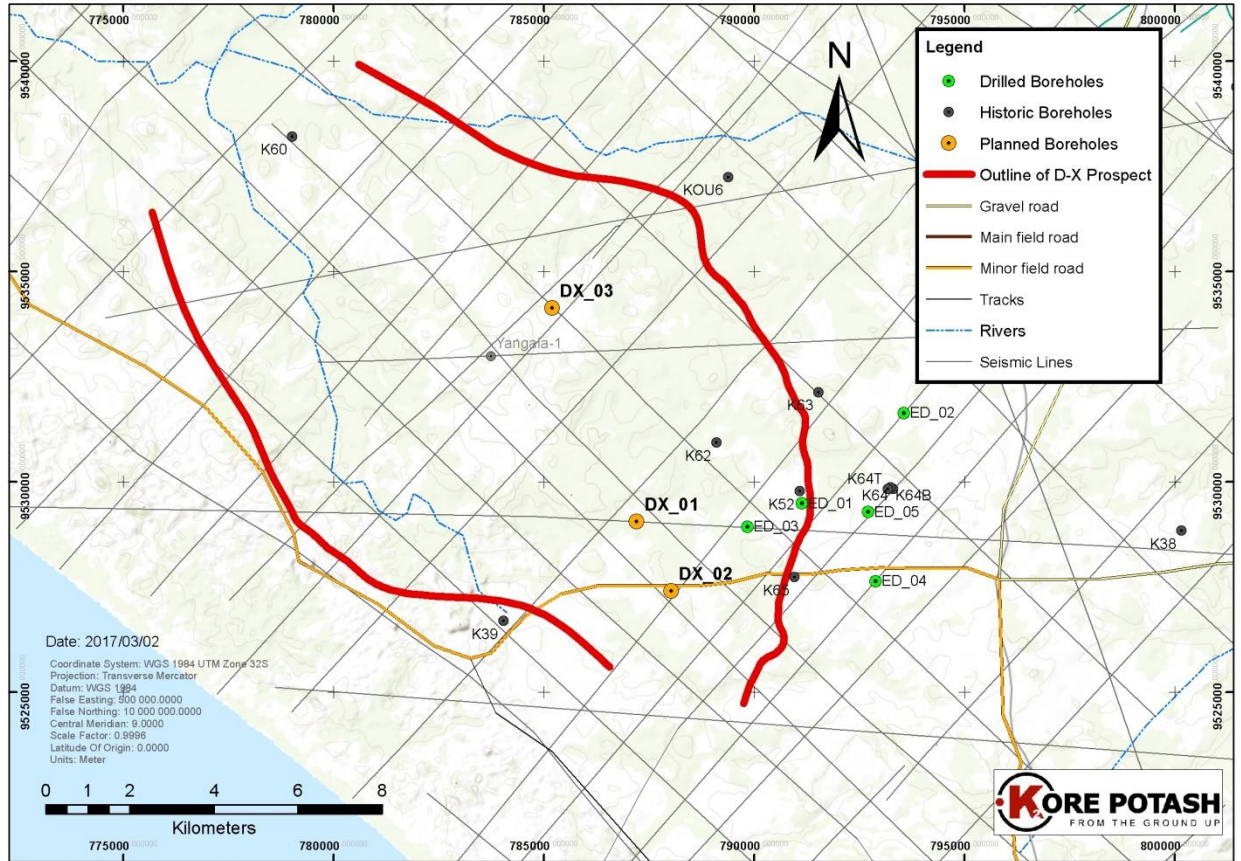 775000 780000 785000 790000 795000 800000
9540000
9540000
N
Legend
Drilled Boreholes
Historic Boreholes
Planned Boreholes
Outline of D-X Prospect
Gravel road
Main field road
Minor field road
Tracks
Rivers
Seismic Lines
K60
KOU6
9535000
9535000
DX_03
Yangala-1
K63
ED_02
K62
9530000
9530000
K64T
K64
K64B
K52
ED_01
ED_05
DX_01
ED_03
K38
DX_02
K65
ED_04
K39
Date: 2017/03/02
Coordinate System: WGS 1984 UTM Zone 32S
Projection: Transverse Mercator
Datum: WGS 1984
False Easting: 500 000.0000
False Northing: 10 000 000.0000
Central Meridian: 9.0000
Scale Factor: 0.9996
Latitude Of Origin: 0.0000
Units: Meter
9525000
9525000
0 1 2 4 6 8
Kilometers
KORE POTASH
FROM THE GROUND UP
775000 780000 785000 790000 795000 800000